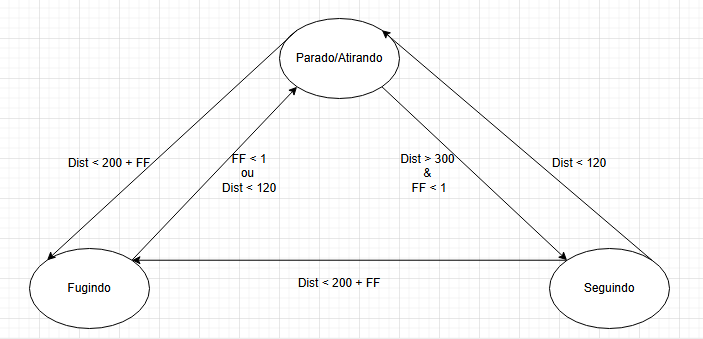 Parado/Atirando
Dist < 200 + FF
FF < 1
ou
Dist < 120
Dist > 300
&
FF < 1
Dist < 120
Fugindo
Dist < 200 + FF
Seguindo